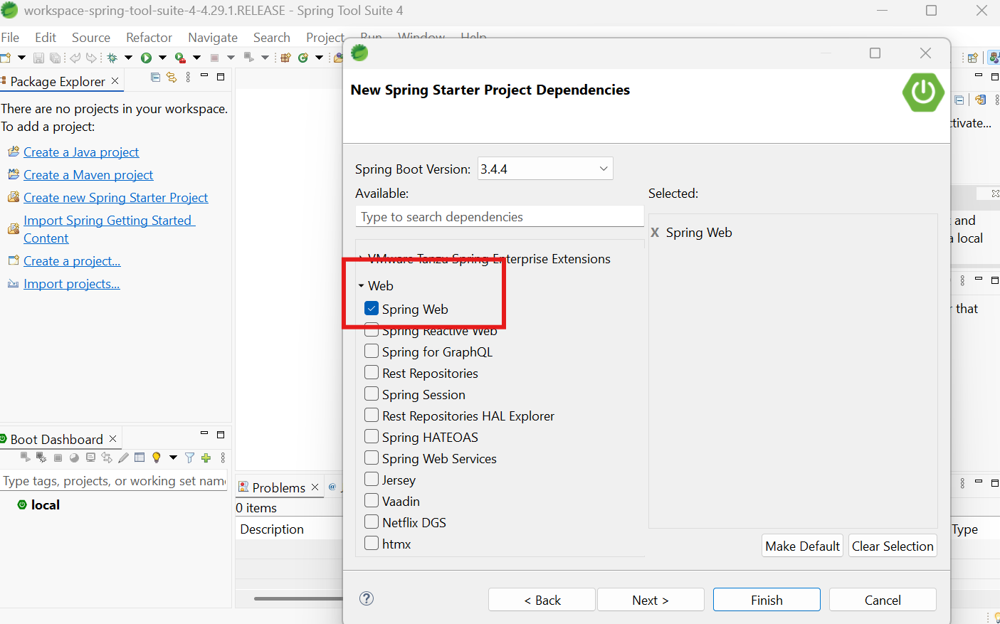 workspace-spring-tool-suite-4-4.29.1.RELEASE - Spring Tool Suite 4
File Edit Source Refactor Navigate Search Project Run Window Help
Package Explorer
There are no projects in your workspace.
To add a project:
Create a Java project
Create a Maven project
Create new Spring Starter Project
Import Spring Getting Started
Content
Create a project...
Import projects...
Boot Dashboard
Type tags, projects, or working set
local
Problems
0 items
Description
New Spring Starter Project Dependencies
Spring Boot Version: 3.4.4
Available:
Type to search dependencies
VMware Tanzu Spring Enterprise Extensions
Web
Spring Web
Spring Reactive Web
Spring for GraphQL
Rest Repositories
Spring Session
Rest Repositories HAL Explorer
Spring HATEOAS
Spring Web Services
Jersey
Vaadin
Netflix DGS
htmx
Selected:
X Spring Web
Make Default Clear Selection
< Back Next > Finish Cancel
and
local
that
Type